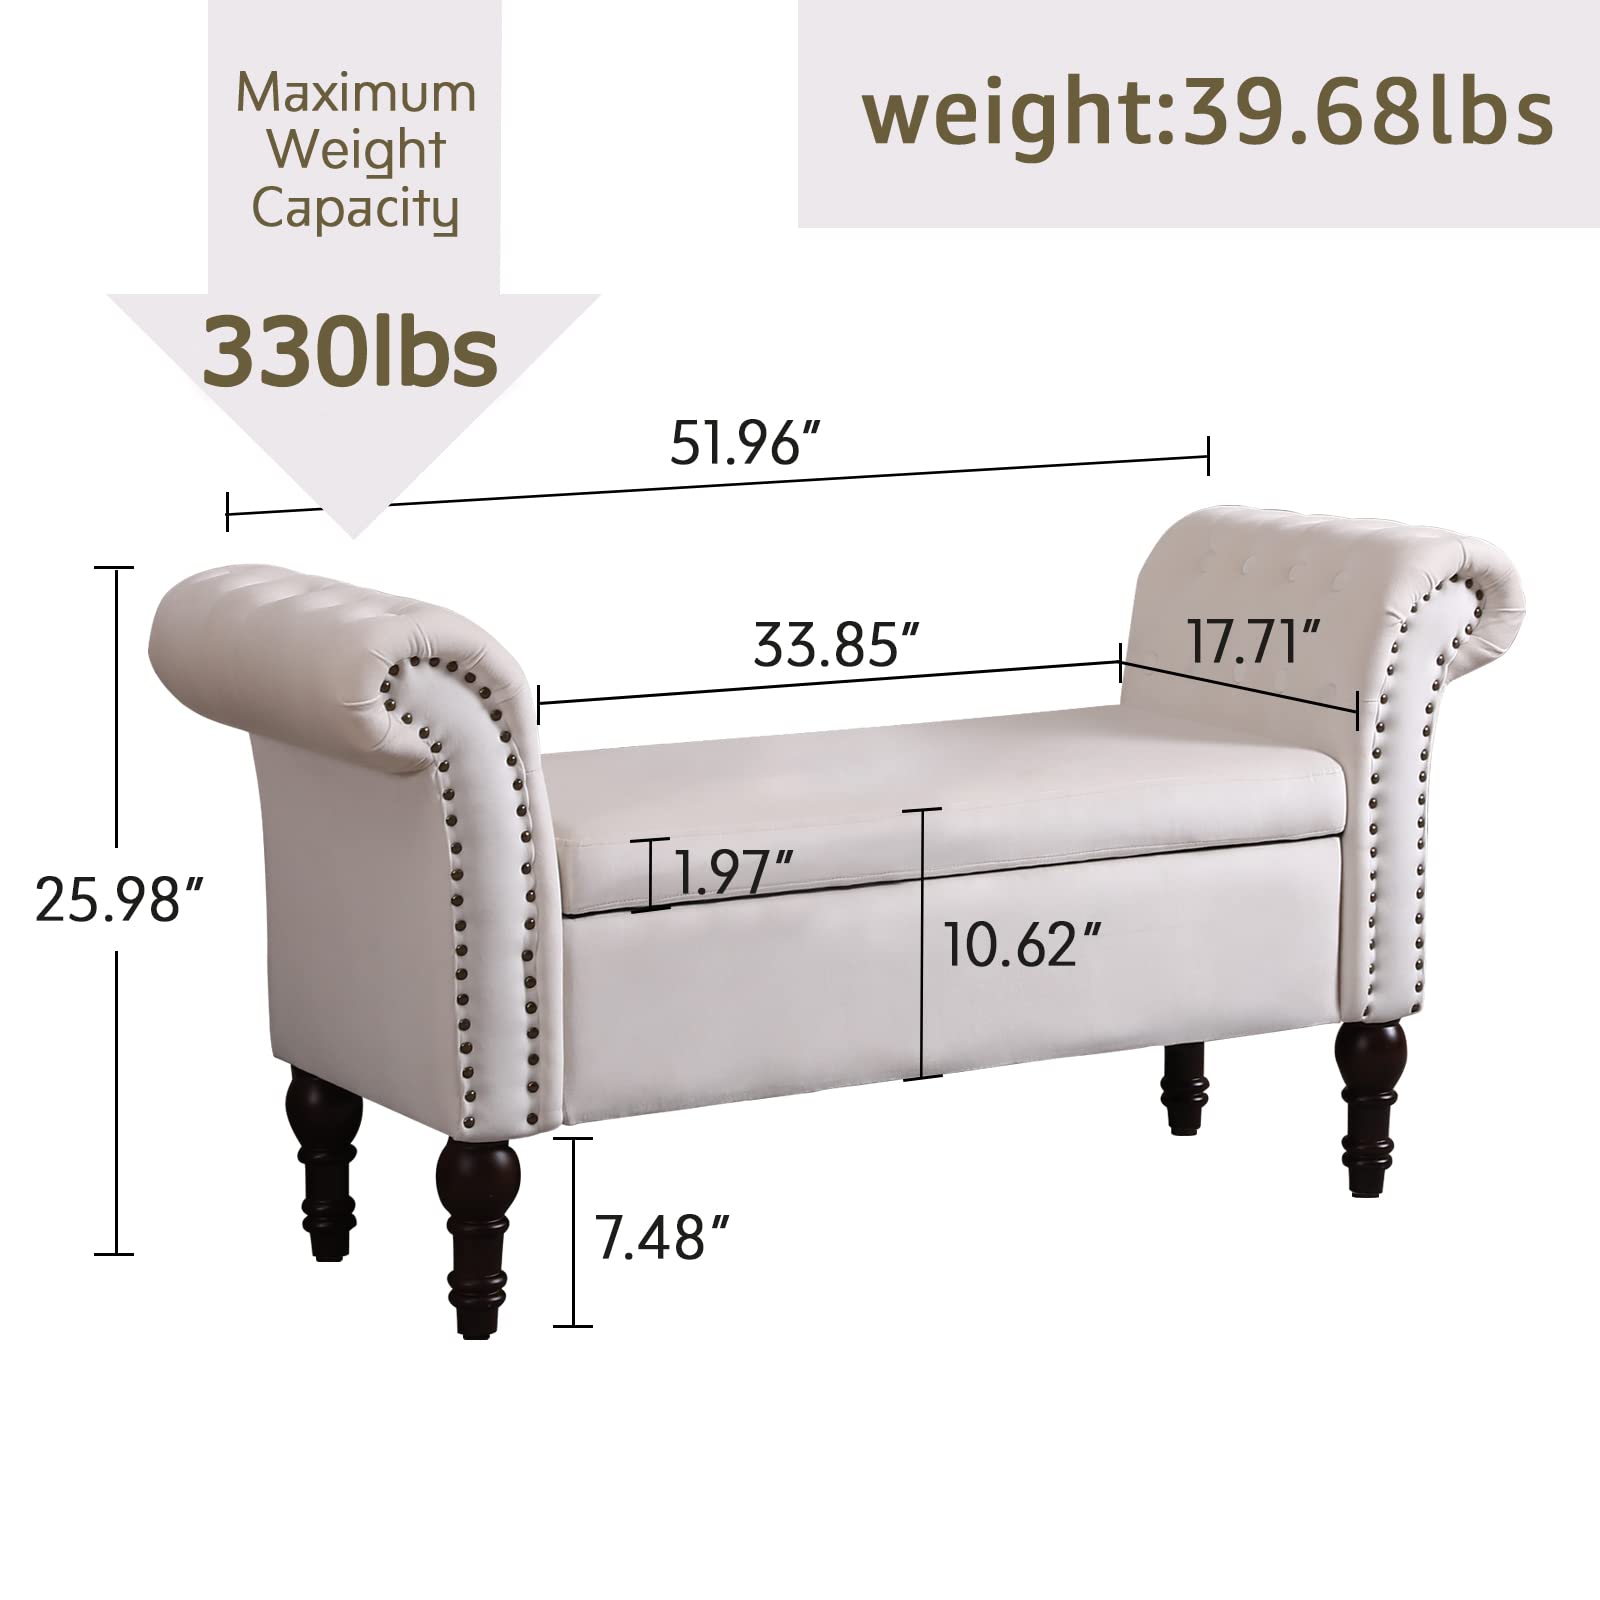 Maximum
Weight
Capacity
330lbs
weight:39.68lbs
51.96″
33.85″
17.71″
25.98″
1.97″
10.62″
7.48″